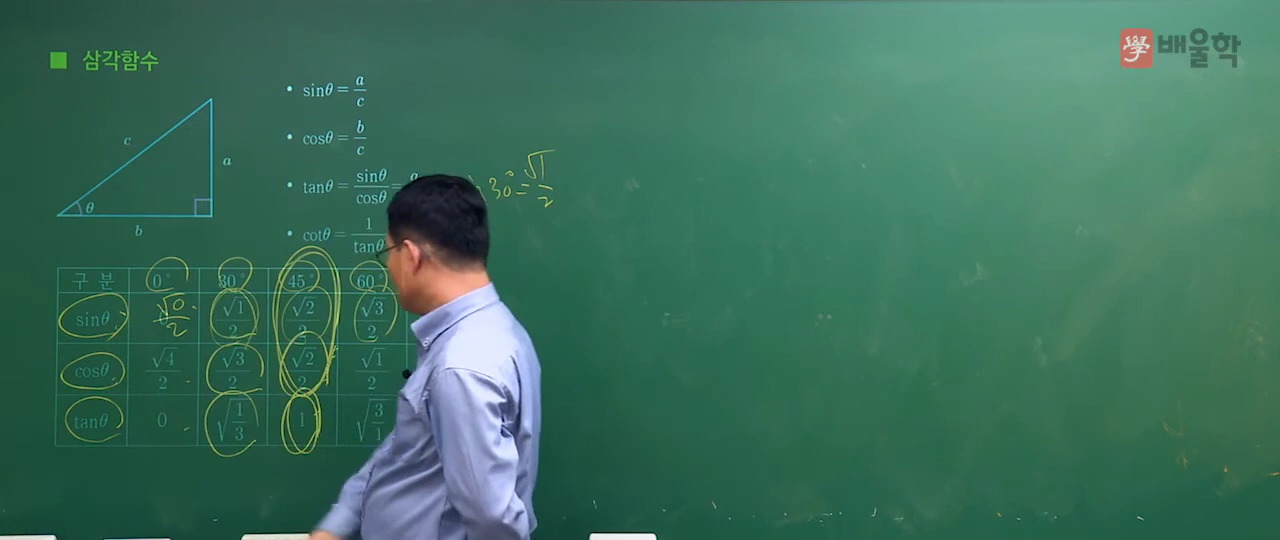 ■ 삼각함수
學 배울학
c
a
θ
b
• sinθ = a/c
• cosθ = b/c
• tanθ = sinθ/cosθ = a
• cotθ = 1/tanθ
30° = √1/2
구 분 0° 30° 45° 60°
sinθ √0/2 √1/2 √2/2 √3/2
cosθ √4/2 √3/2 √2/2 √1/2
tanθ 0 √(1/3) 1 √(3/1)